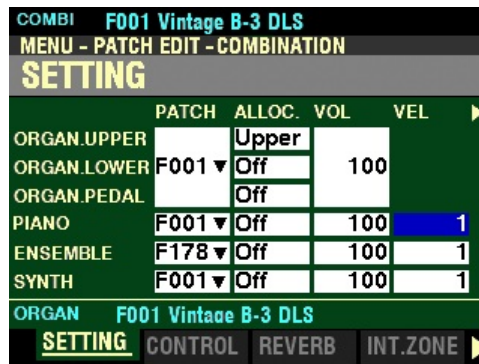 COMBI F001 Vintage B-3 DLS
MENU - PATCH EDIT - COMBINATION
SETTING
PATCH ALLOC. VOL VEL
ORGAN.UPPER Upper
ORGAN.LOWER F001 ▼ Off 100
ORGAN.PEDAL Off
PIANO F001 ▼ Off 100 1
ENSEMBLE F178 ▼ Off 100 1
SYNTH F001 ▼ Off 100 1
ORGAN F001 Vintage B-3 DLS
SETTING CONTROL REVERB INT.ZONE